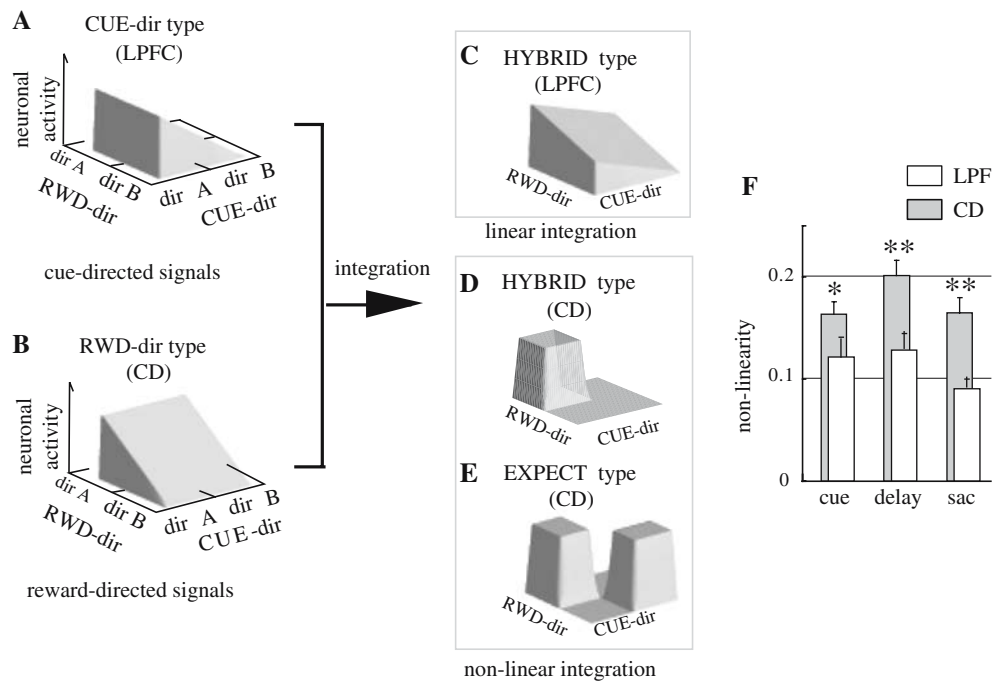 A
CUE-dir type
(LPFC)
neuronal
activity
dir A
dir B
RWD-dir
dir A
dir B
CUE-dir
cue-directed signals
B
RWD-dir type
(CD)
neuronal
activity
dir A
dir B
RWD-dir
dir A
dir B
CUE-dir
reward-directed signals
integration
C
HYBRID type
(LPFC)
RWD-dir
CUE-dir
linear integration
D
HYBRID type
(CD)
RWD-dir
CUE-dir
E
EXPECT type
(CD)
RWD-dir
CUE-dir
non-linear integration
F
LPF
CD
non-linearity
0.2
0.1
0
*
**
**
†
†
cue
delay
sac